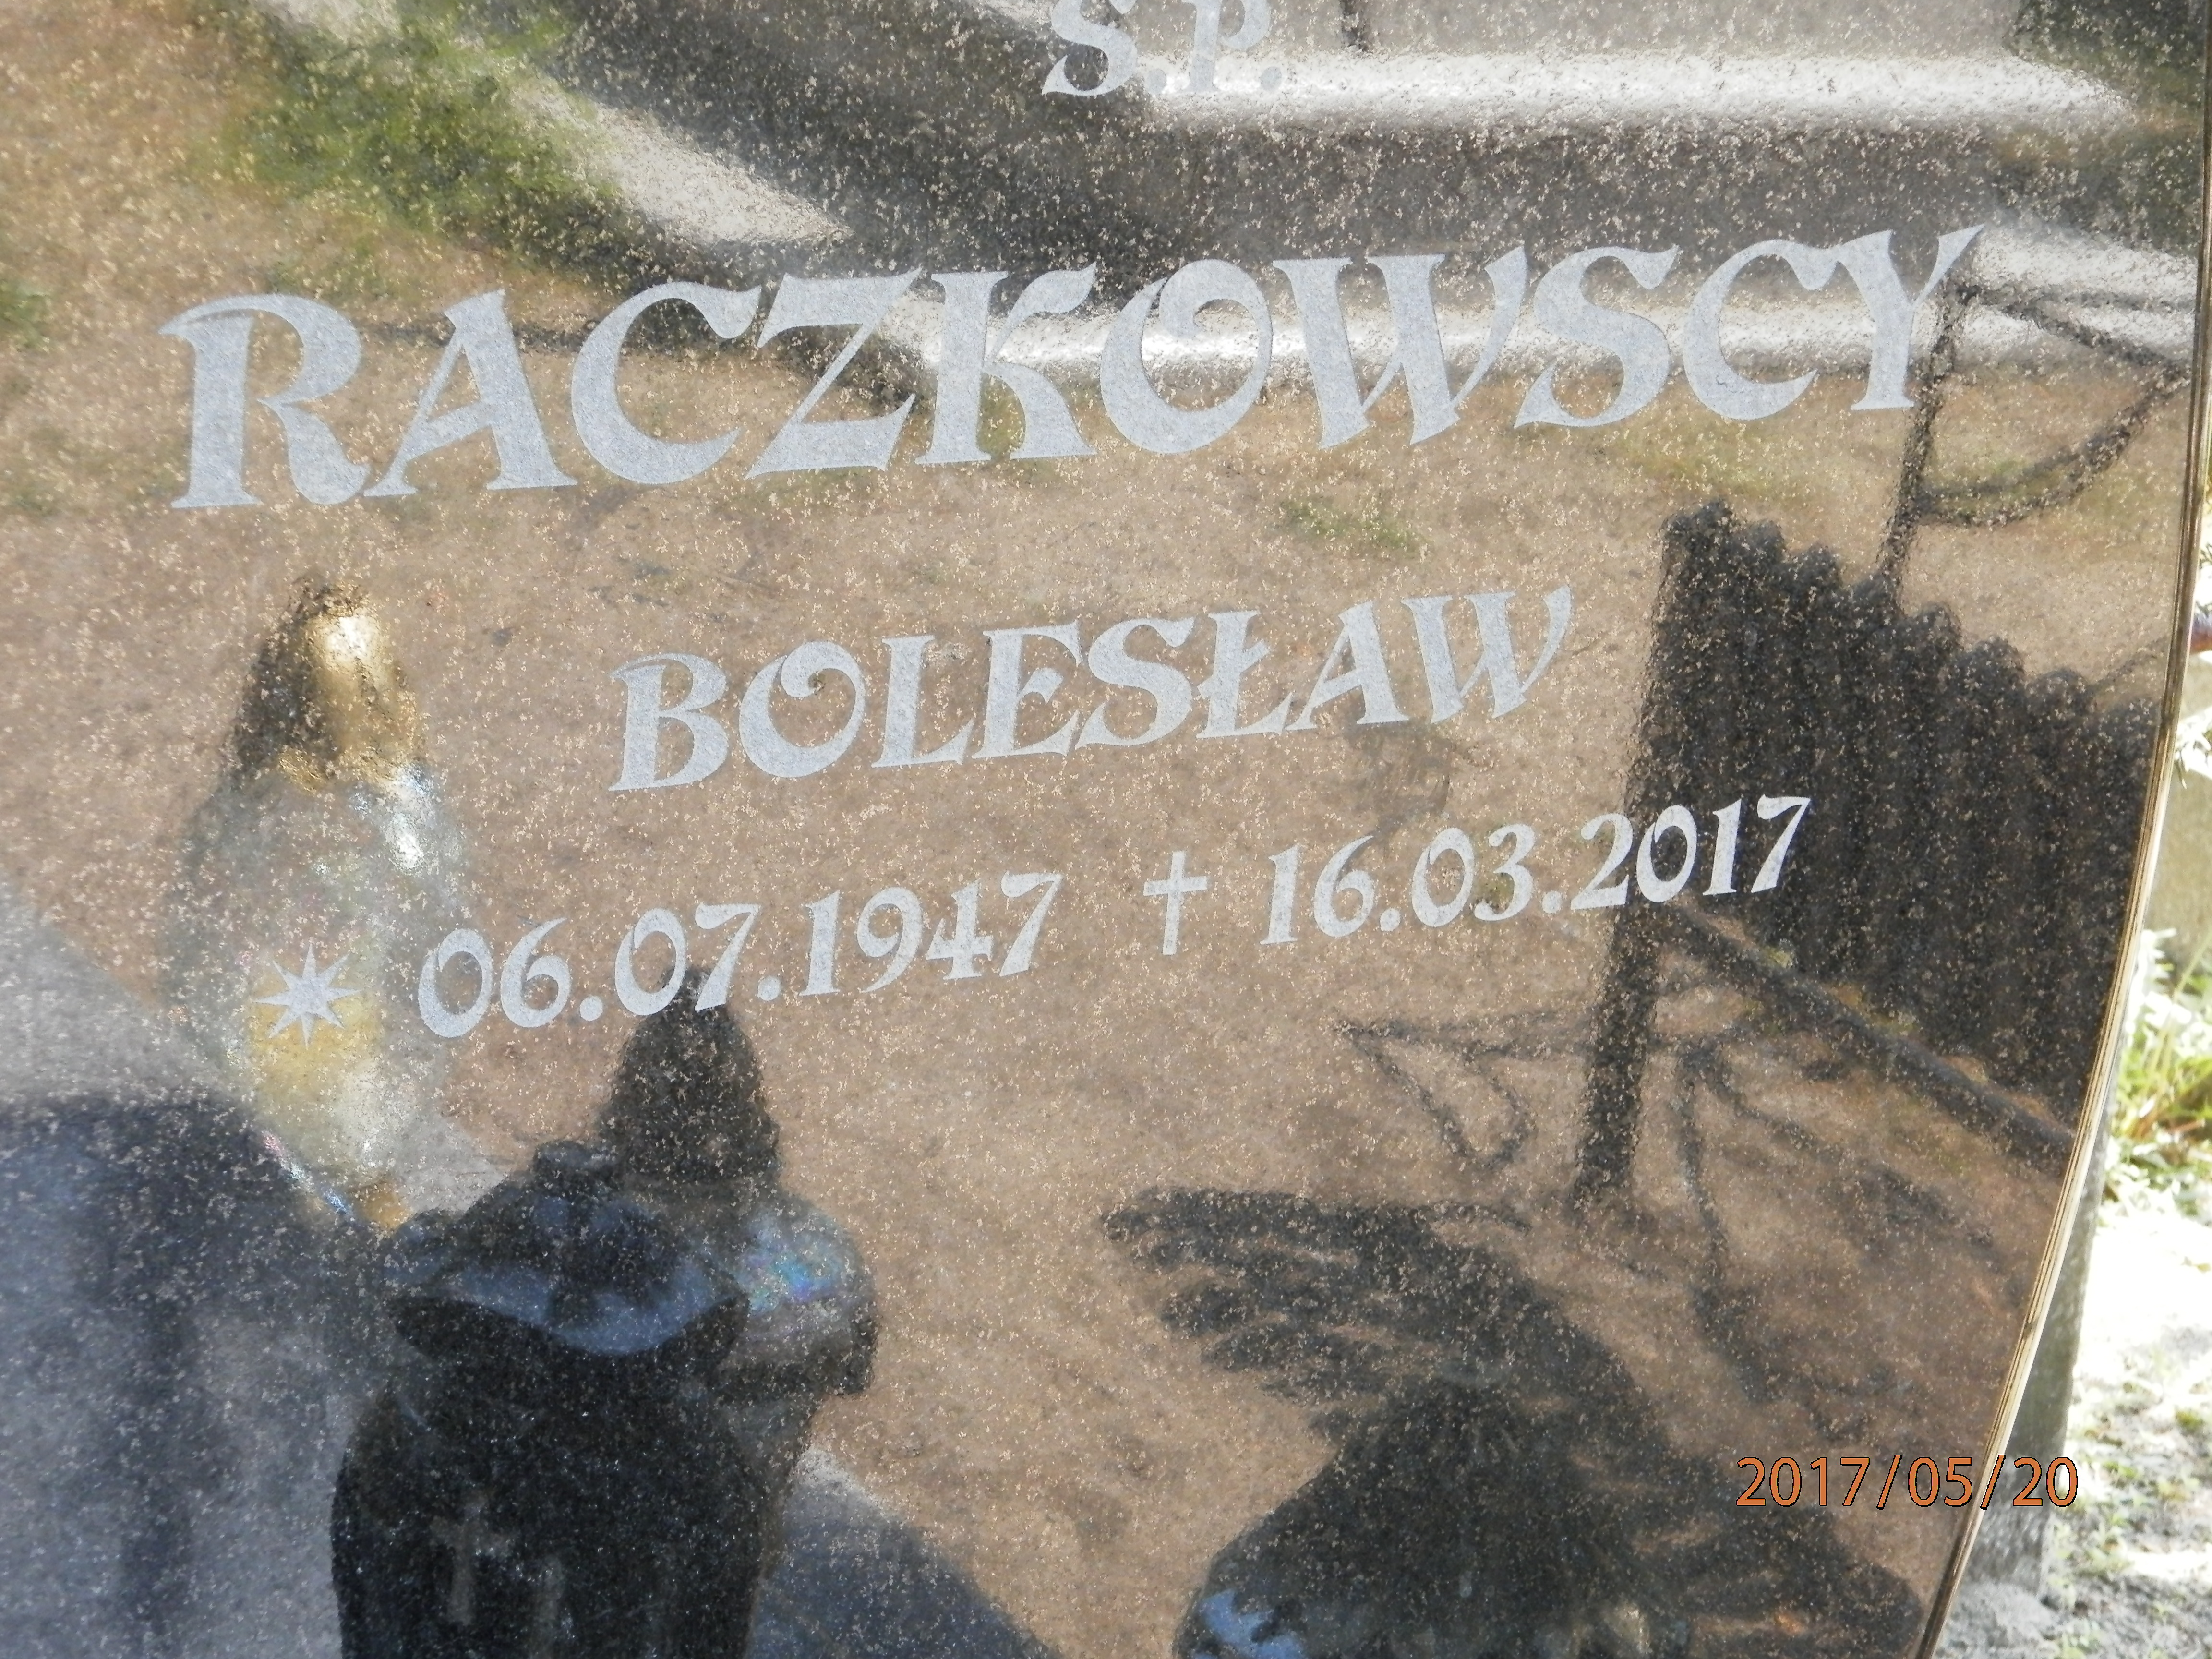 S.P.
RACZKOWSCY
BOLESŁAW
✴ 06.07.1947 ✝ 16.03.2017
2017/05/20